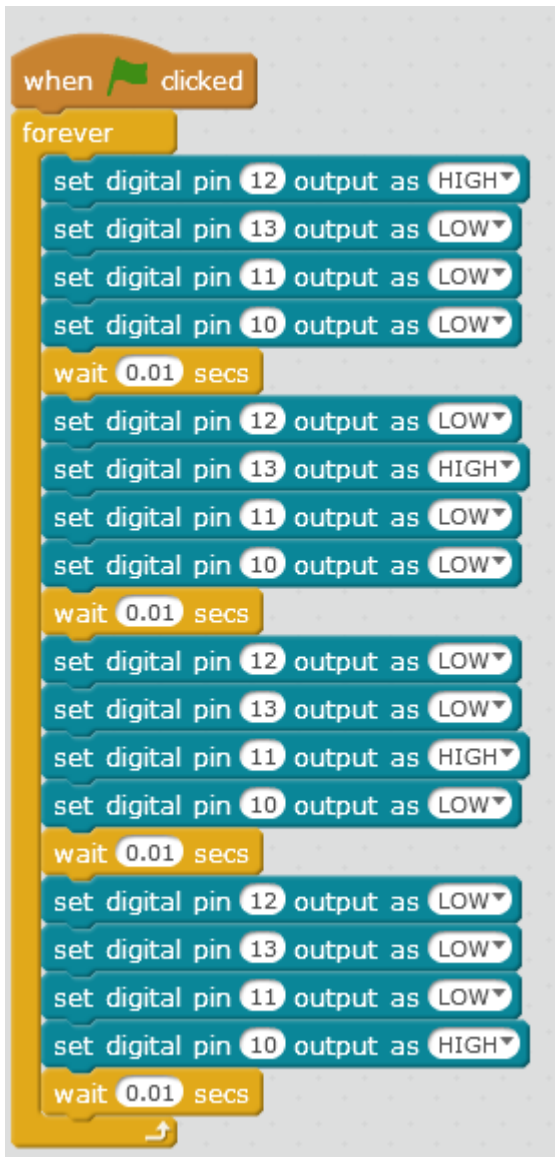 when clicked
forever
set digital pin 12 output as HIGH
set digital pin 13 output as LOW
set digital pin 11 output as LOW
set digital pin 10 output as LOW
wait 0.01 secs
set digital pin 12 output as LOW
set digital pin 13 output as HIGH
set digital pin 11 output as LOW
set digital pin 10 output as LOW
wait 0.01 secs
set digital pin 12 output as LOW
set digital pin 13 output as LOW
set digital pin 11 output as HIGH
set digital pin 10 output as LOW
wait 0.01 secs
set digital pin 12 output as LOW
set digital pin 13 output as LOW
set digital pin 11 output as LOW
set digital pin 10 output as HIGH
wait 0.01 secs